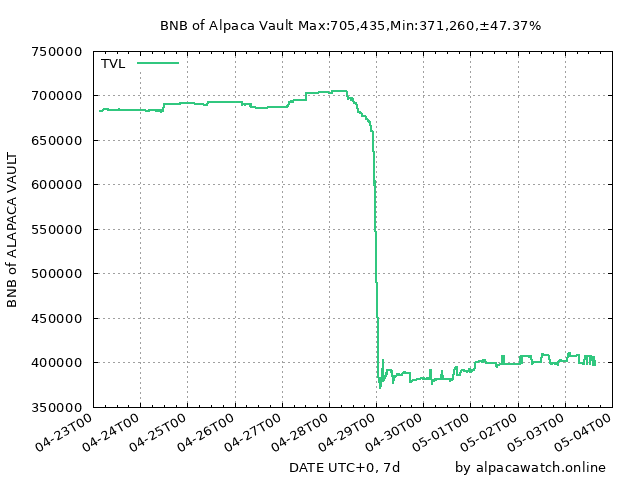 BNB of Alpaca Vault Max:705,435,Min:371,260,±47.37%
TVL
BNB of ALAPACA VAULT
750000
700000
650000
600000
550000
500000
450000
400000
350000
04-23T00
04-24T00
04-25T00
04-26T00
04-27T00
04-28T00
04-29T00
04-30T00
05-01T00
05-02T00
05-03T00
05-04T00
DATE UTC+0, 7d
by alpacawatch.online